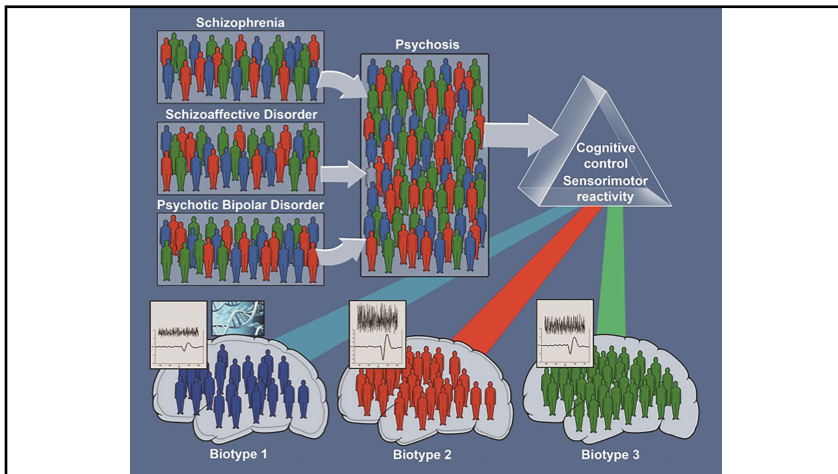 Schizophrenia
Psychosis
Schizoaffective Disorder
Cognitive
control
Sensorimotor
reactivity
Psychotic Bipolar Disorder
Biotype 1
Biotype 2
Biotype 3